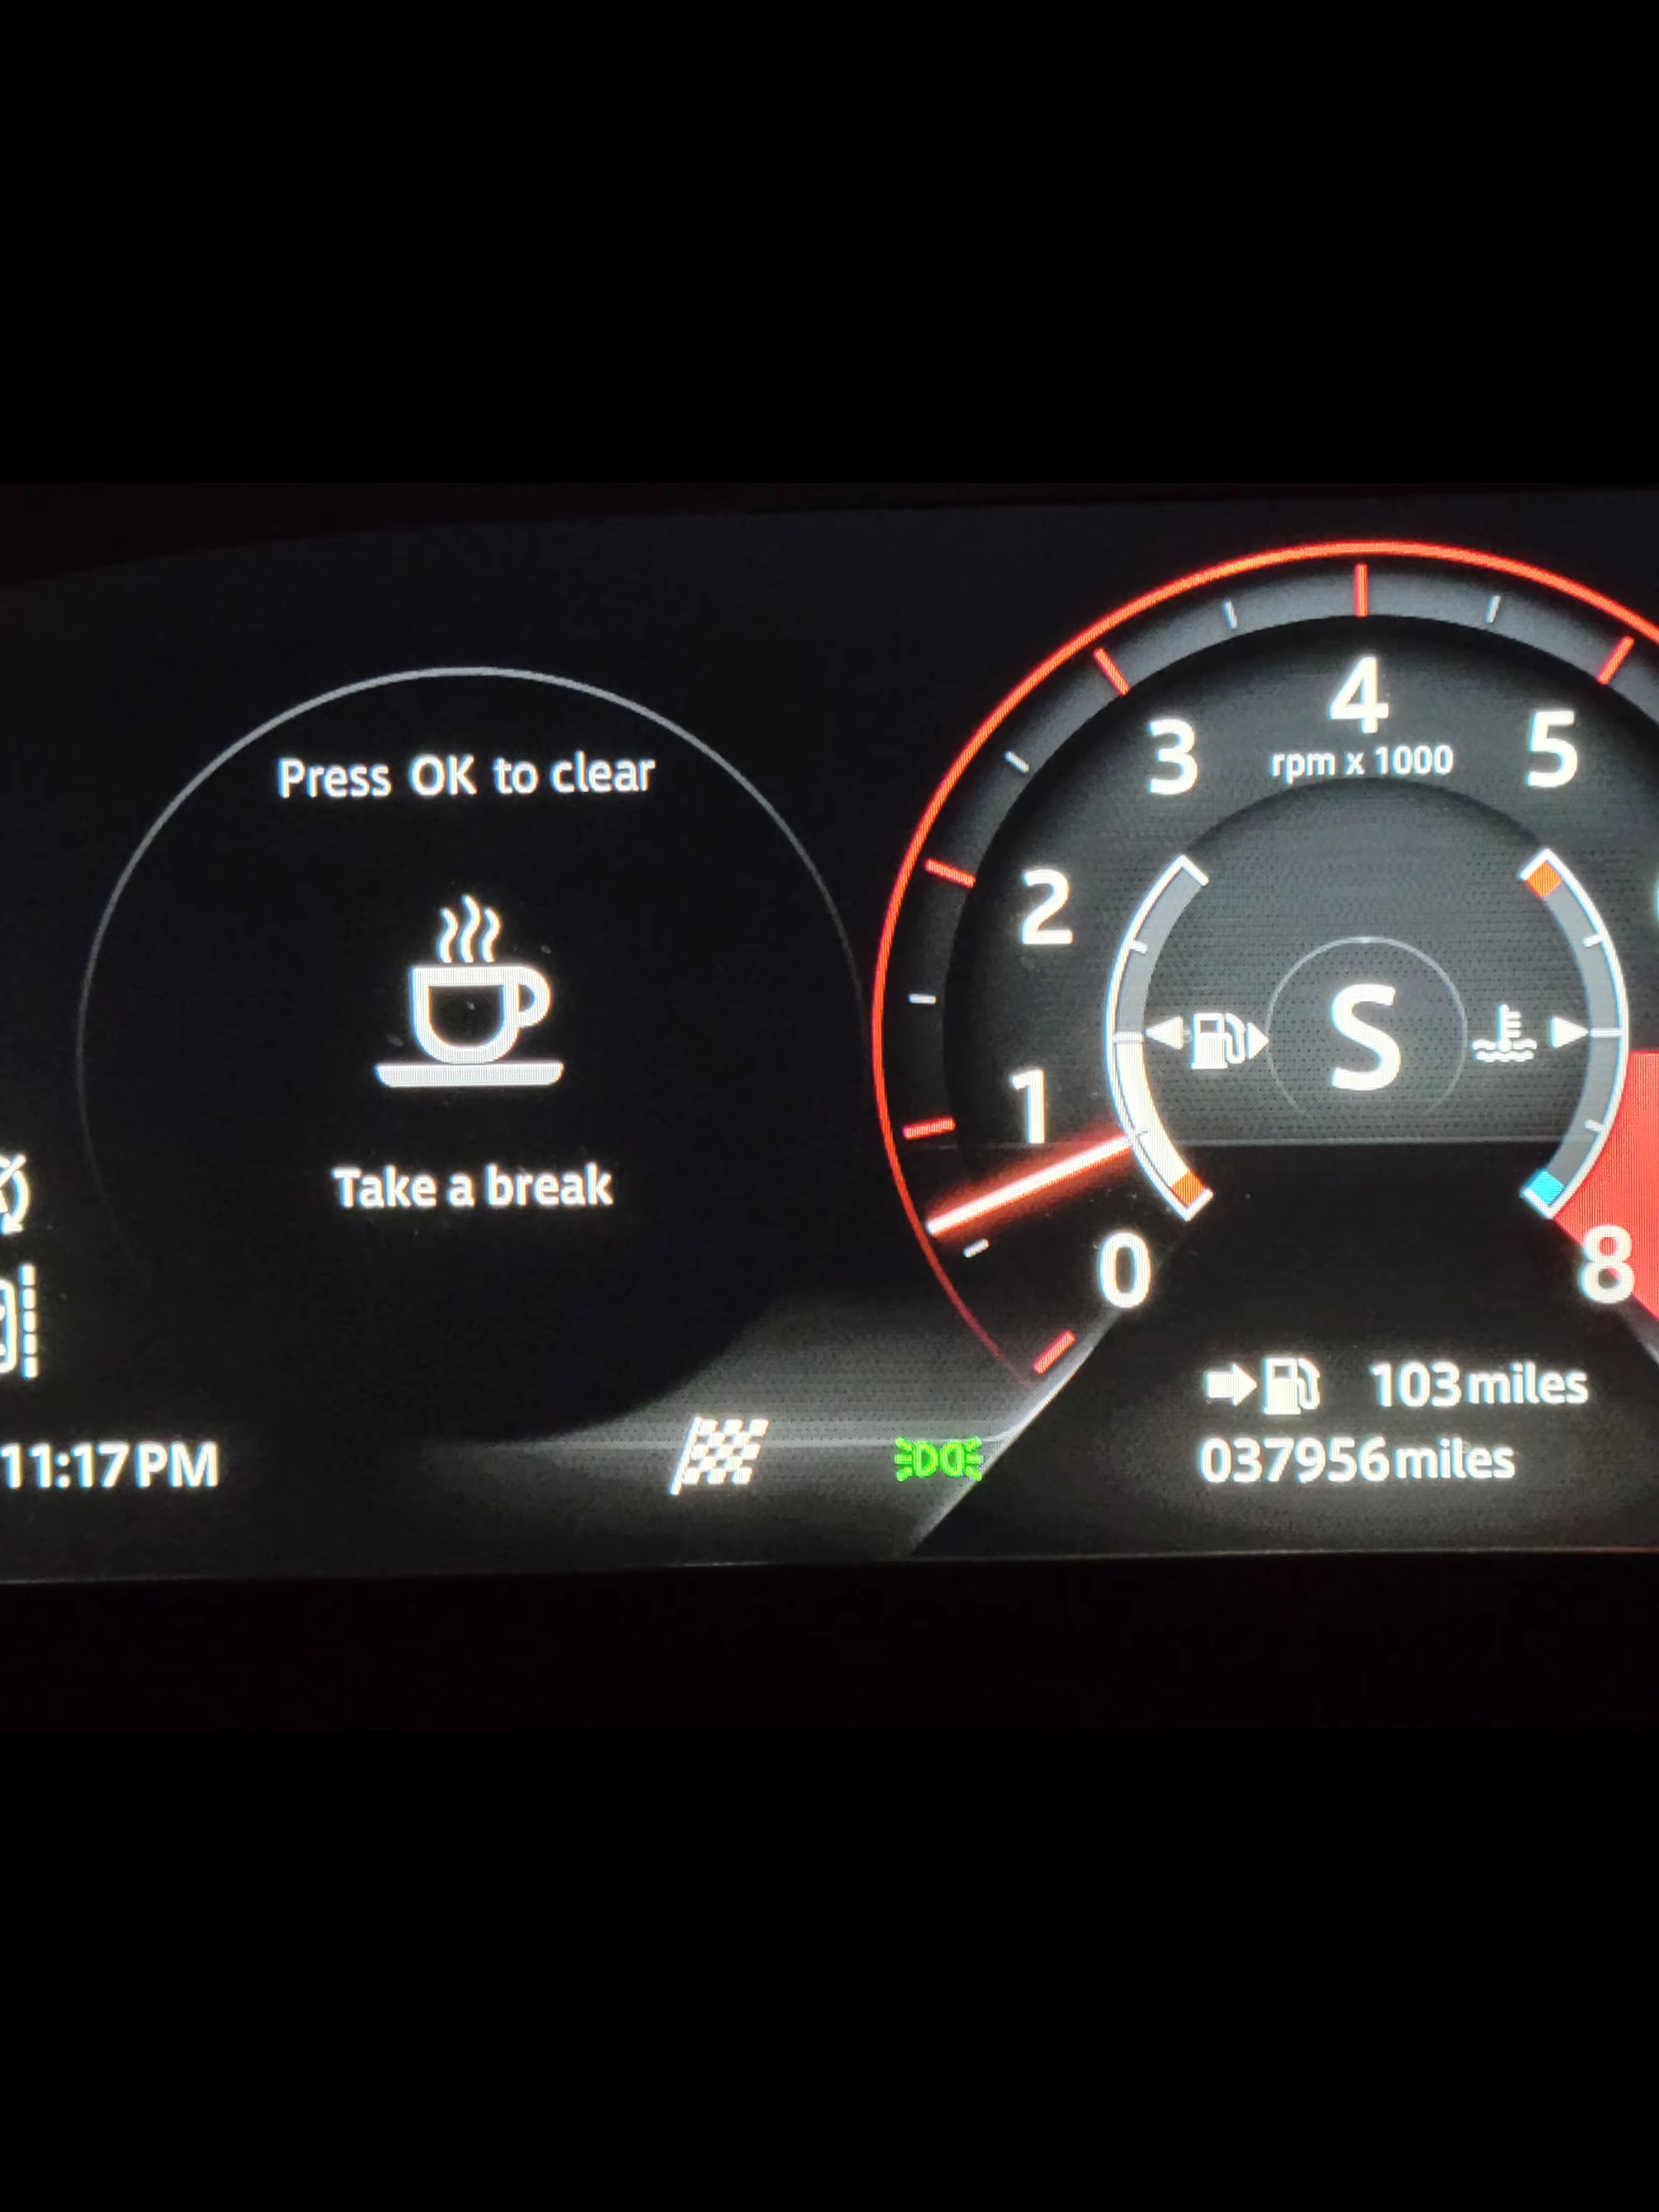 Press OK to clear
Take a break
11:17 PM
4
3
5
rpm x 1000
2
S
1
0
8
103 miles
037956 miles